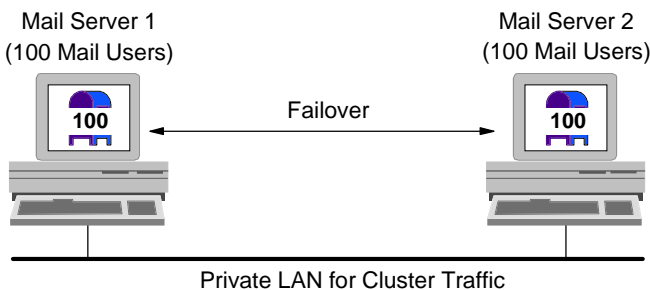 Mail Server 1
(100 Mail Users)
Mail Server 2
(100 Mail Users)
100
Failover
100
Private LAN for Cluster Traffic